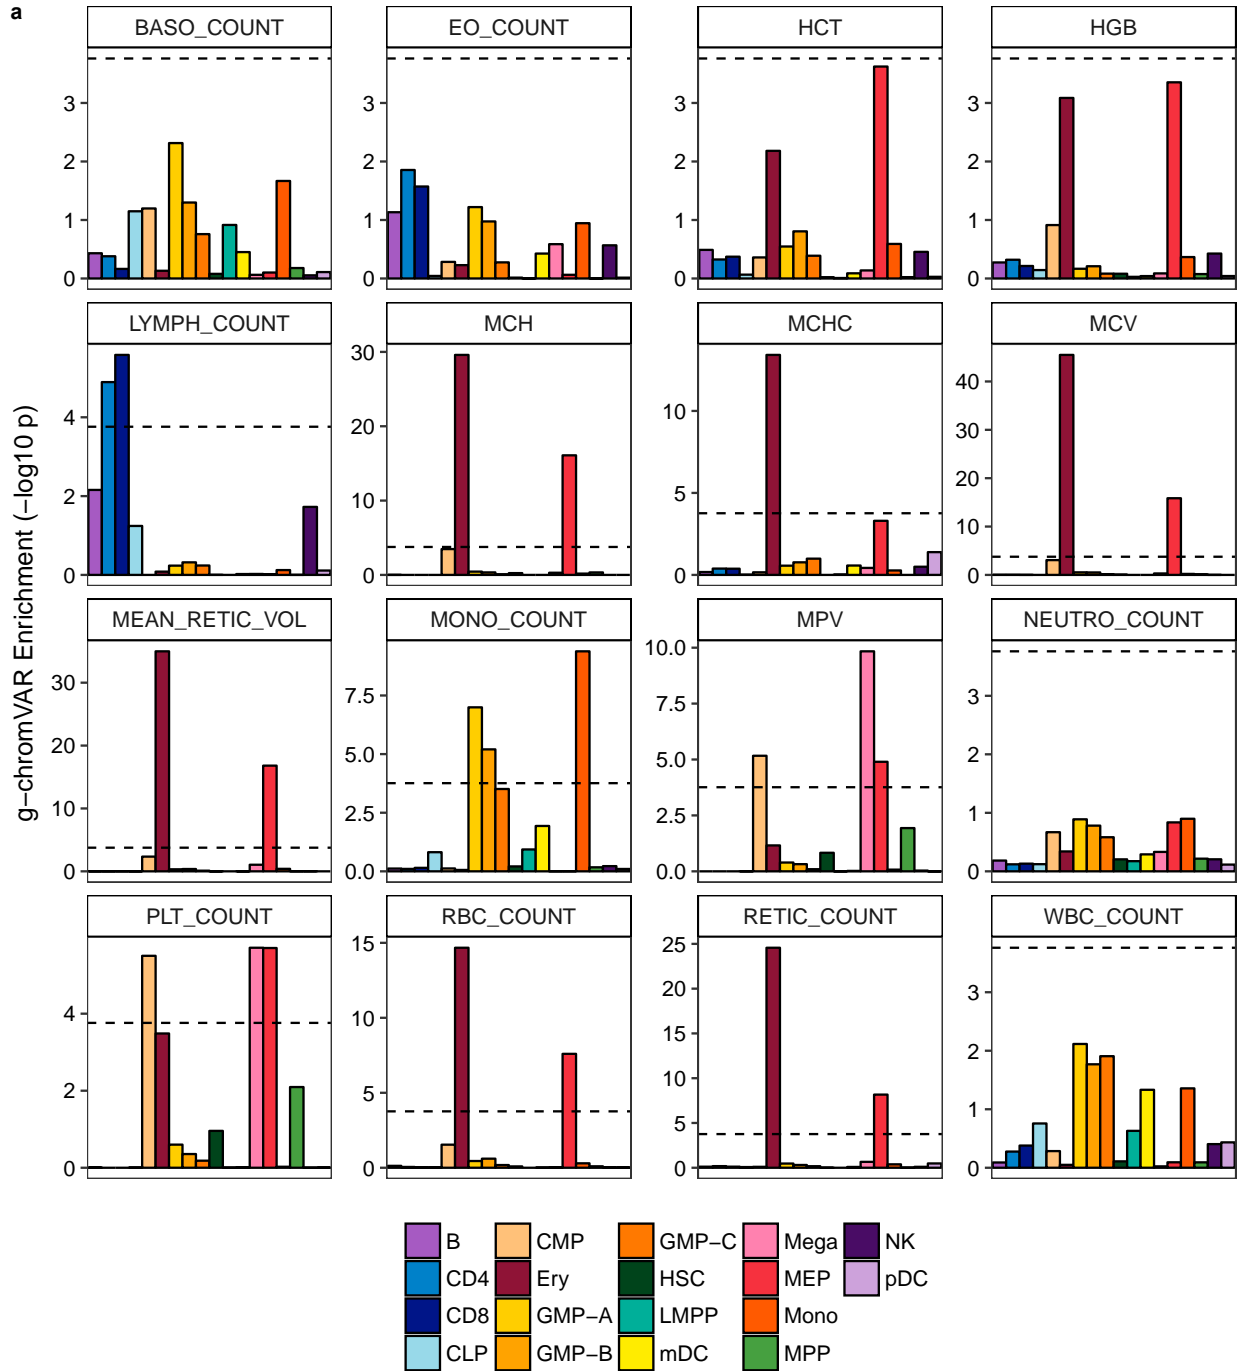 a
BASO_COUNT EO_COUNT HCT HGB
3 3 3 3
2 2 2 2
1 1 1 1
0 0 0 0
LYMPH_COUNT MCH MCHC MCV
4 2 0
30 20 10 0
10 5 0
40 30 20 10 0
g-chromVAR Enrichment (-log10 p)
MEAN_RETIC_VOL MONO_COUNT MPV NEUTRO_COUNT
30 20 10 0
7.5 5.0 2.5 0.0
10.0 7.5 5.0 2.5 0.0
3 2 1 0
PLT_COUNT RBC_COUNT RETIC_COUNT WBC_COUNT
4 2 0
15 10 5 0
25 20 15 10 5 0
3 2 1 0
B CMP GMP-C Mega NK
CD4 Ery HSC MEP pDC
CD8 GMP-A LMPP Mono
CLP GMP-B mDC MPP